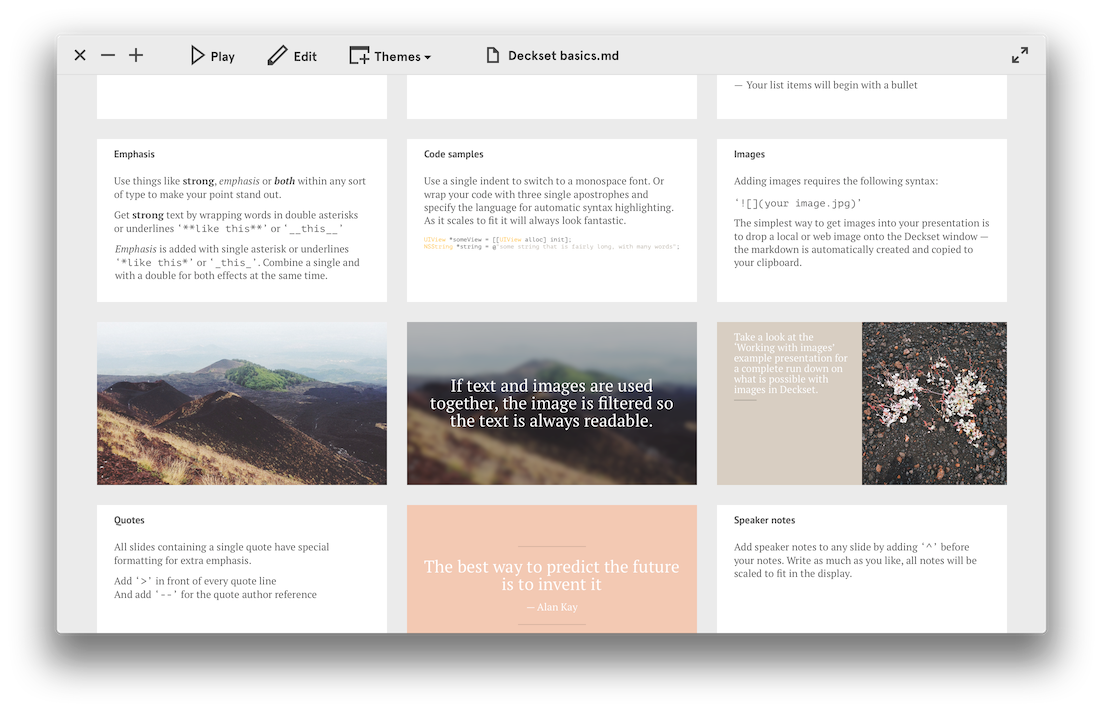 Play
Edit
Themes
Deckset basics.md
— Your list items will begin with a bullet
Emphasis
Use things like strong, emphasis or both within any sort
of type to make your point stand out.
Get strong text by wrapping words in double asterisks
or underlines '**like this**' or '__this__'
Emphasis is added with single asterisk or underlines
'*like this*' or '_this_'. Combine a single and
with a double for both effects at the same time.
Code samples
Use a single indent to switch to a monospace font. Or
wrap your code with three single apostrophes and
specify the language for automatic syntax highlighting.
As it scales to fit it will always look fantastic.
UIView *someView = [[UIView alloc] init];
NSString *string = @"some string that is fairly long, with many words";
Images
Adding images requires the following syntax:
'![](your image.jpg)'
The simplest way to get images into your presentation is
to drop a local or web image onto the Deckset window —
the markdown is automatically created and copied to
your clipboard.
If text and images are used
together, the image is filtered so
the text is always readable.
Take a look at the
'Working with images'
example presentation for
a complete run down on
what is possible with
images in Deckset.
Quotes
All slides containing a single quote have special
formatting for extra emphasis.
Add '>' in front of every quote line
And add '--' for the quote author reference
The best way to predict the future
is to invent it
— Alan Kay
Speaker notes
Add speaker notes to any slide by adding '^' before
your notes. Write as much as you like, all notes will be
scaled to fit in the display.